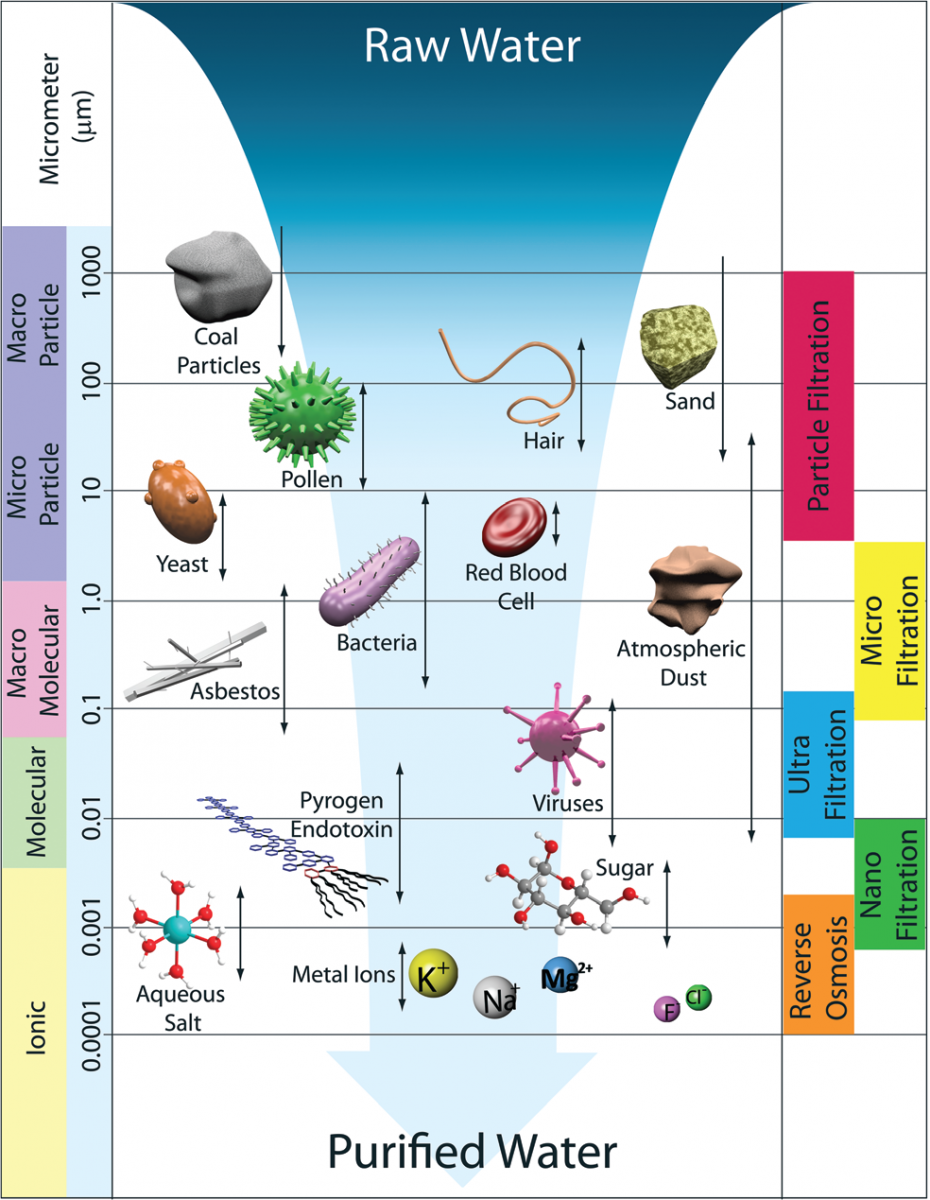 Raw Water
Micrometer
(μm)
Macro
Particle
Micro
Particle
Macro
Molecular
Molecular
Ionic
1000
100
10
1.0
0.1
0.01
0.001
0.0001
Coal
Particles
Pollen
Hair
Sand
Yeast
Bacteria
Red Blood
Cell
Atmospheric
Dust
Asbestos
Viruses
Pyrogen
Endotoxin
Sugar
Aqueous
Salt
Metal Ions
K+
Na+
Mg2+
F-
Cl-
Particle Filtration
Micro
Filtration
Ultra
Filtration
Nano
Filtration
Reverse
Osmosis
Purified Water